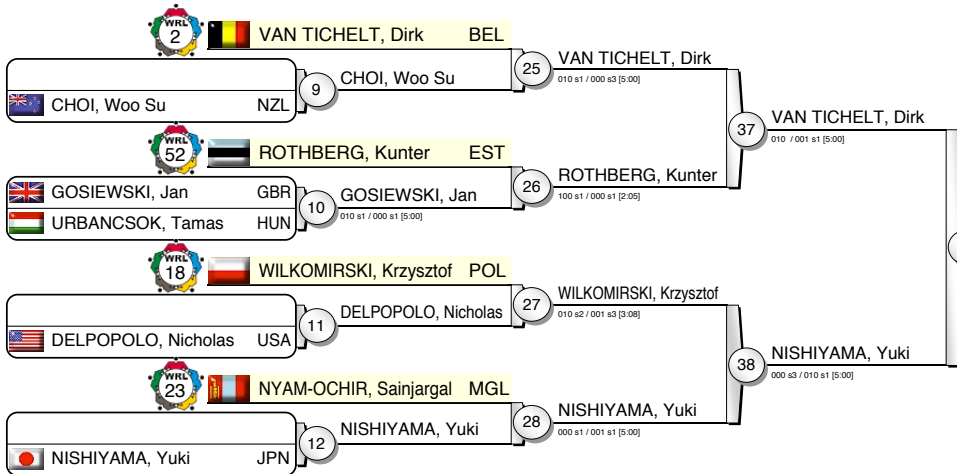 WRL
2
VAN TICHELT, Dirk BEL
25
VAN TICHELT, Dirk
010 s1 / 000 s3 [5:00]
9
CHOI, Woo Su
CHOI, Woo Su NZL
37
VAN TICHELT, Dirk
010 / 001 s1 [5:00]
WRL
52
ROTHBERG, Kunter EST
26
ROTHBERG, Kunter
100 s1 / 000 s1 [2:05]
GOSIEWSKI, Jan GBR
10
GOSIEWSKI, Jan
010 s1 / 000 s1 [5:00]
URBANCSOK, Tamas HUN
WRL
18
WILKOMIRSKI, Krzysztof POL
27
WILKOMIRSKI, Krzysztof
010 s2 / 001 s3 [3:08]
11
DELPOPOLO, Nicholas
DELPOPOLO, Nicholas USA
38
NISHIYAMA, Yuki
000 s3 / 010 s1 [5:00]
WRL
23
NYAM-OCHIR, Sainjargal MGL
28
NISHIYAMA, Yuki
000 s1 / 001 s1 [5:00]
12
NISHIYAMA, Yuki
NISHIYAMA, Yuki JPN